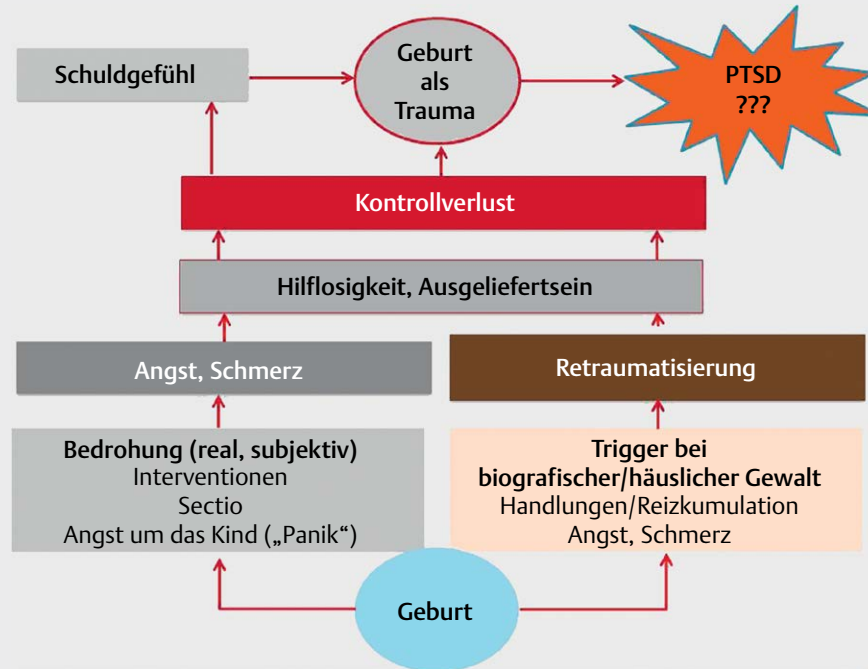 Schuldgefühl
Geburt
als
Trauma
PTSD
???
Kontrollverlust
Hilflosigkeit, Ausgeliefertsein
Angst, Schmerz
Retraumatisierung
Bedrohung (real, subjektiv)
Interventionen
Sectio
Angst um das Kind („Panik“)
Trigger bei
biografischer/häuslicher Gewalt
Handlungen/Reizkumulation
Angst, Schmerz
Geburt